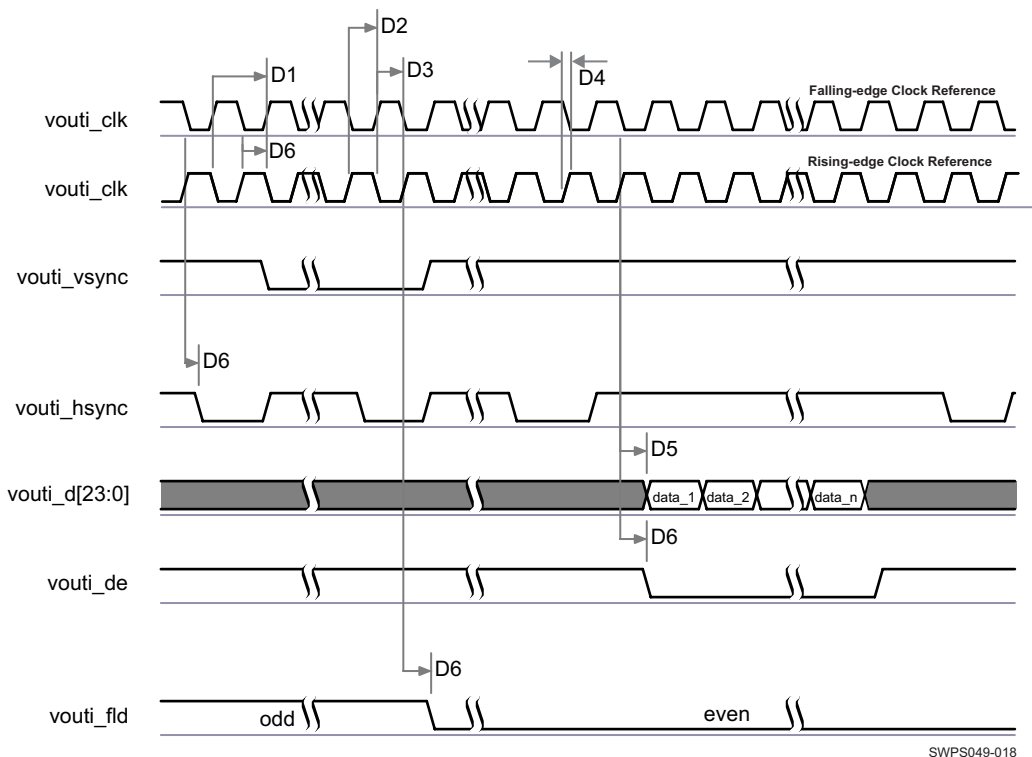 D2
D1
D3
D4
Falling-edge Clock Reference
vouti_clk
D6
Rising-edge Clock Reference
vouti_clk
vouti_vsync
D6
vouti_hsync
D5
vouti_d[23:0]
data_1 data_2 data_n
D6
vouti_de
D6
vouti_fld
odd even
SWPS049-018